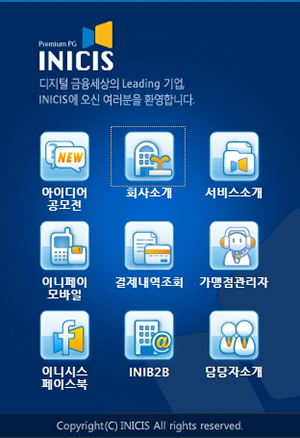 Premium PG
INICIS
디지털 금융세상의 Leading 기업,
INICIS에 오신 여러분을 환영합니다.
NEW
아이디어
공모전
회사소개
서비스소개
이니페이
모바일
결제내역조회
가맹점관리자
이니시스
페이스북
INIB2B
담당자소개
Copyright(C) INICIS All rights reserved.